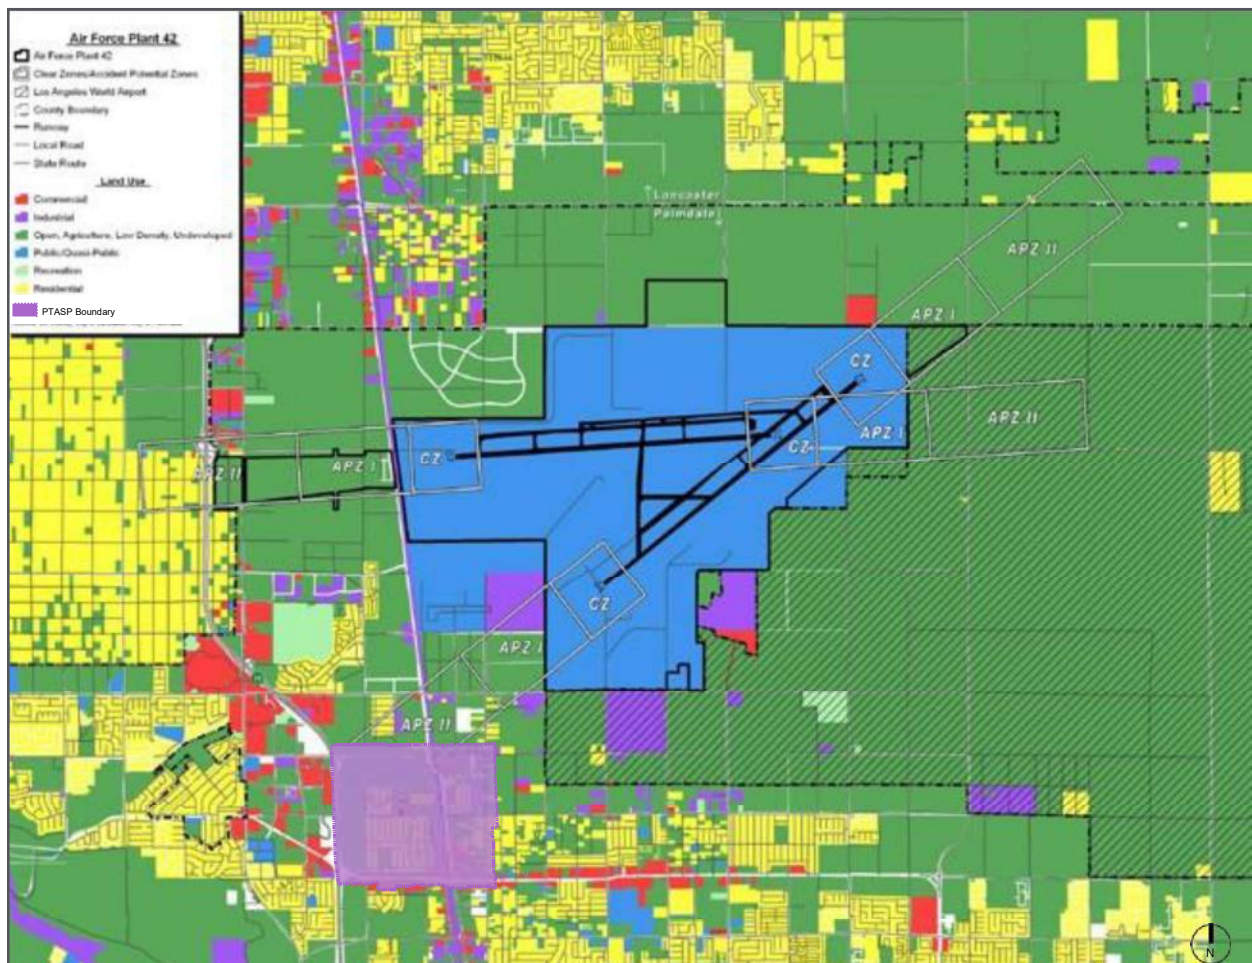 Air Force Plant 42
Air Force Plant 42
Clear Zones/Accident Potential Zones
Los Angeles World Airport
County Boundary
Runway
Local Road
State Route
Land Use
Commercial
Industrial
Open, Agriculture, Low Density, Undeveloped
Public/Quasi-Public
Recreation
Residential
PTASP Boundary
Lancaster
Palmdale
APZ II
APZ I
CZ
APZ II
APZ I
CZ
APZ II
APZ I
CZ
CZ
APZ I
APZ II
N